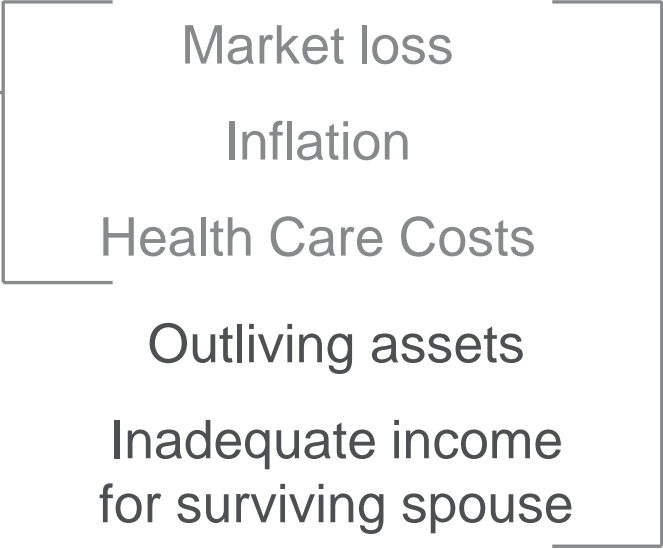 Market loss
Inflation
Health Care Costs
Outliving assets
Inadequate income
for surviving spouse